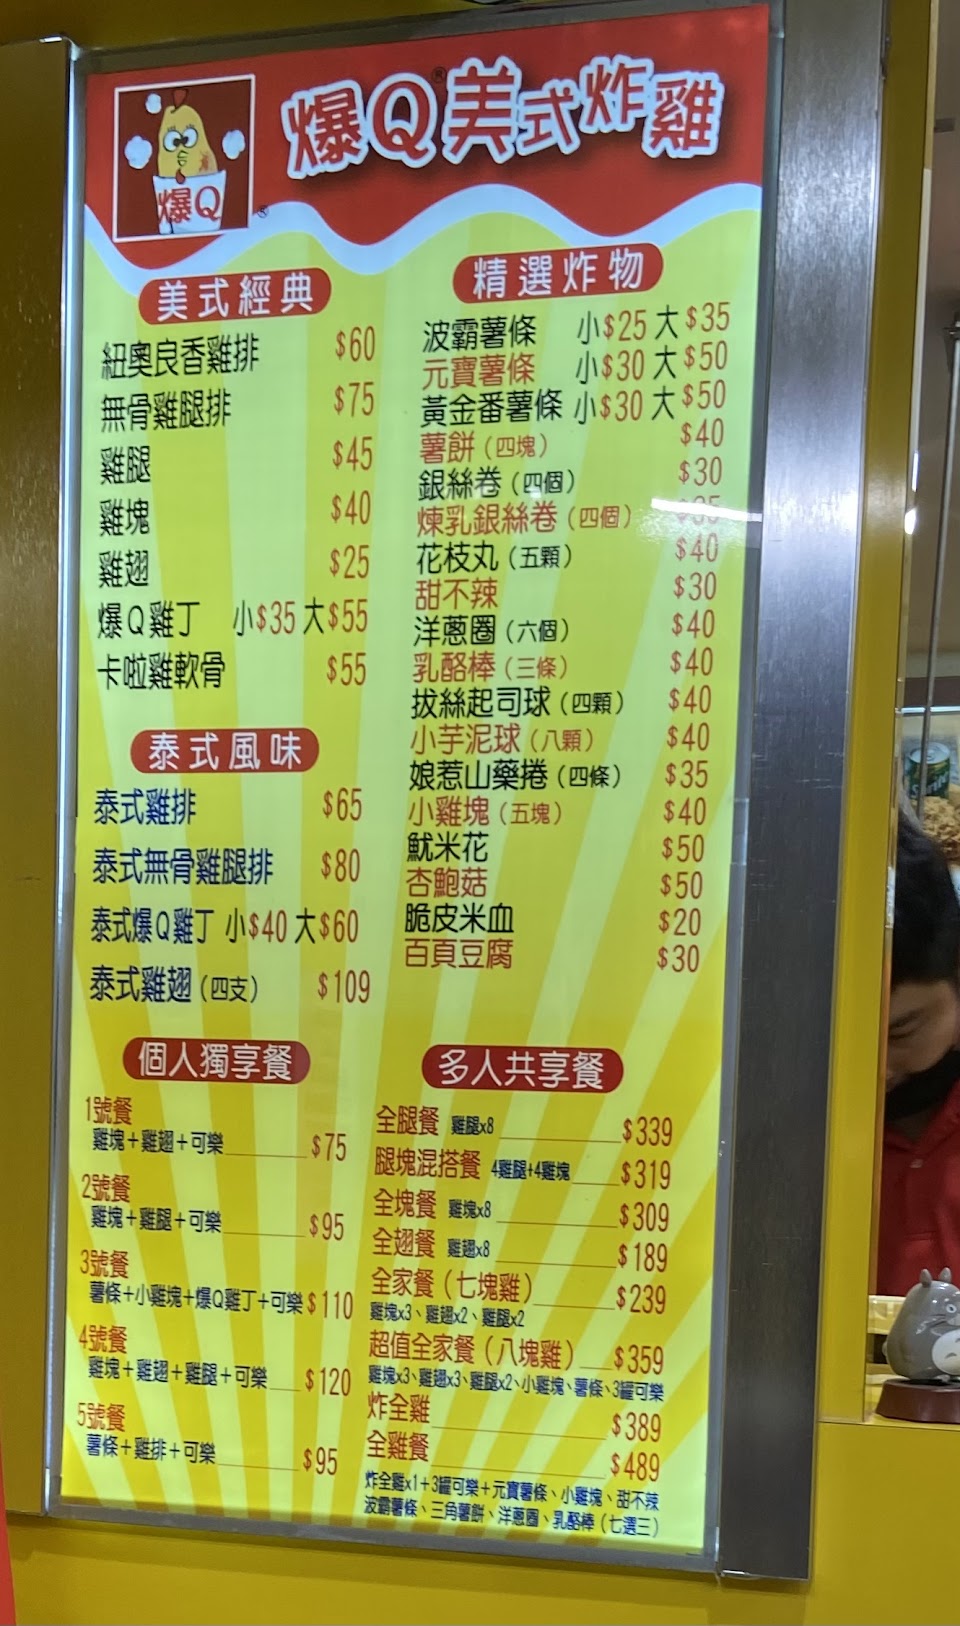 爆Q®美式炸雞
爆Q®
美式經典
紐奧良香雞排 $60
無骨雞腿排 $75
雞腿 $45
雞塊 $40
雞翅 $25
爆Q雞丁 小$35 大$55
卡啦雞軟骨 $55
泰式風味
泰式雞排 $65
泰式無骨雞腿排 $80
泰式爆Q雞丁 小$40 大$60
泰式雞翅(四支) $109
精選炸物
波霸薯條 小$25 大$35
元寶薯條 小$30 大$50
黃金番薯條 小$30 大$50
薯餅(四塊) $40
銀絲卷(四個) $30
煉乳銀絲卷(四個) $35
花枝丸(五顆) $40
甜不辣 $30
洋蔥圈(六個) $40
乳酪棒(三條) $40
拔絲起司球(四顆) $40
小芋泥球(八顆) $40
娘惹山藥捲(四條) $35
小雞塊(五塊) $40
魷米花 $50
杏鮑菇 $50
脆皮米血 $20
百頁豆腐 $30
個人獨享餐
1號餐
雞塊+雞翅+可樂 $75
2號餐
雞塊+雞腿+可樂 $95
3號餐
薯條+小雞塊+爆Q雞丁+可樂 $110
4號餐
雞塊+雞翅+雞腿+可樂 $120
5號餐
薯條+雞排+可樂 $95
多人共享餐
全腿餐 雞腿x8 $339
腿塊混搭餐 4雞腿+4雞塊 $319
全塊餐 雞塊x8 $309
全翅餐 雞翅x8 $189
全家餐(七塊雞) $239
雞塊x3、雞翅x2、雞腿x2
超值全家餐(八塊雞) $359
雞塊x3、雞翅x3、雞腿x2、小雞塊、薯條、3罐可樂
炸全雞 $389
全雞餐 $489
炸全雞x1+3罐可樂+元寶薯條、小雞塊、甜不辣
波霸薯條、三角薯餅、洋蔥圈、乳酪棒(七選三)